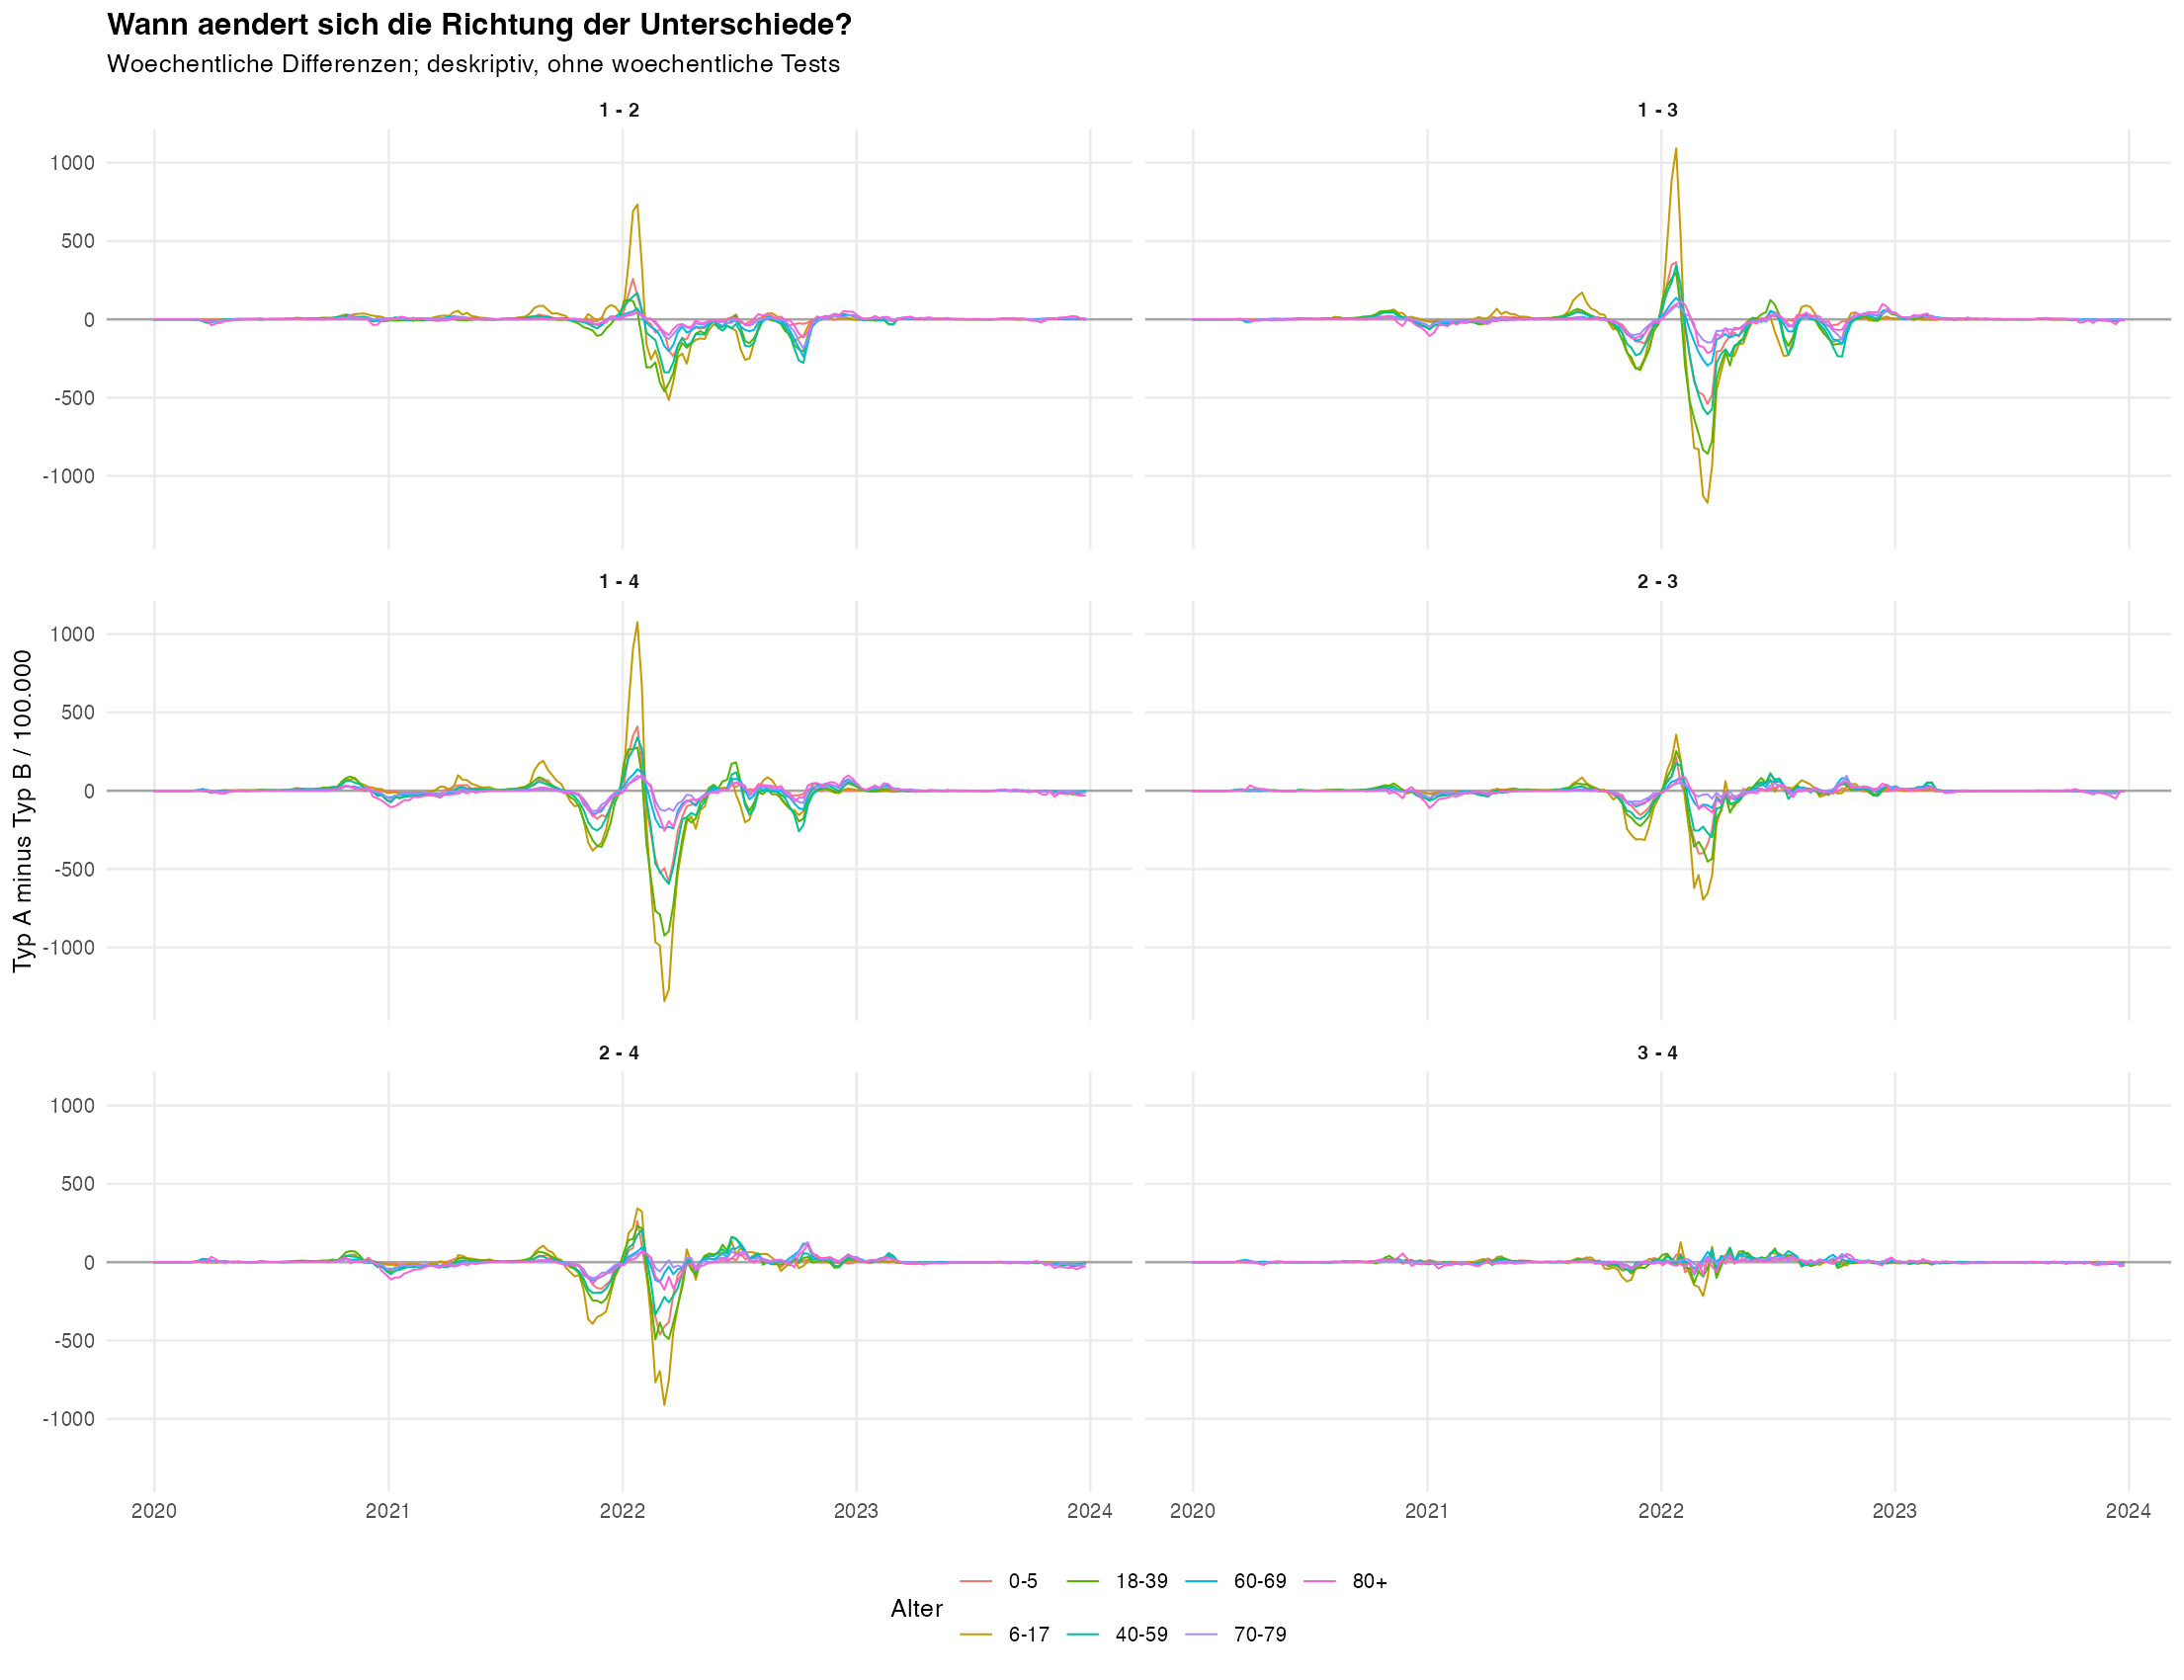 Wann aendert sich die Richtung der Unterschiede?
Woechentliche Differenzen; deskriptiv, ohne woechentliche Tests
1 - 2
1 - 3
1000
500
0
-500
-1000
1 - 4
2 - 3
1000
500
0
-500
-1000
Typ A minus Typ B / 100.000
2 - 4
3 - 4
1000
500
0
-500
-1000
2020 2021 2022 2023 2024
2020 2021 2022 2023 2024
Alter
0-5 18-39 60-69 80+
6-17 40-59 70-79